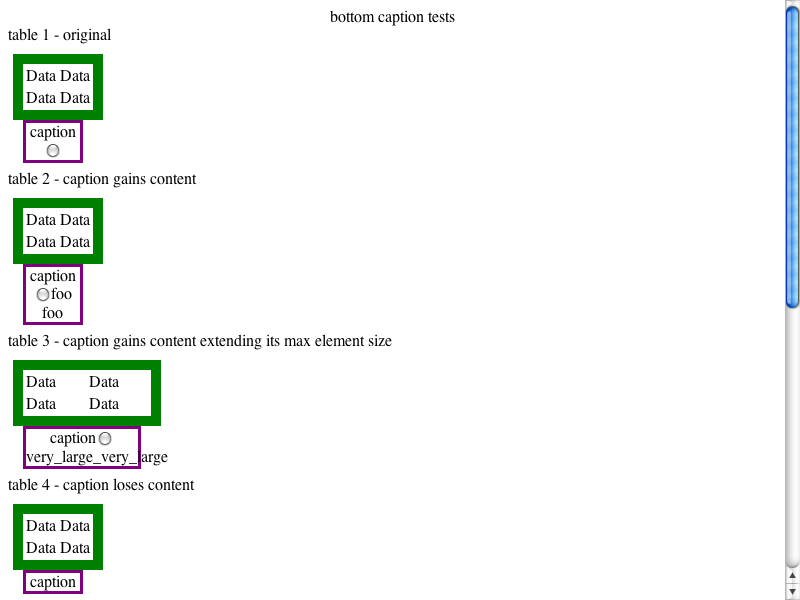 bottom caption tests
table 1 - original
Data Data
Data Data
caption
table 2 - caption gains content
Data Data
Data Data
caption
foo
foo
table 3 - caption gains content extending its max element size
Data Data
Data Data
caption
very_large_very_large
table 4 - caption loses content
Data Data
Data Data
caption